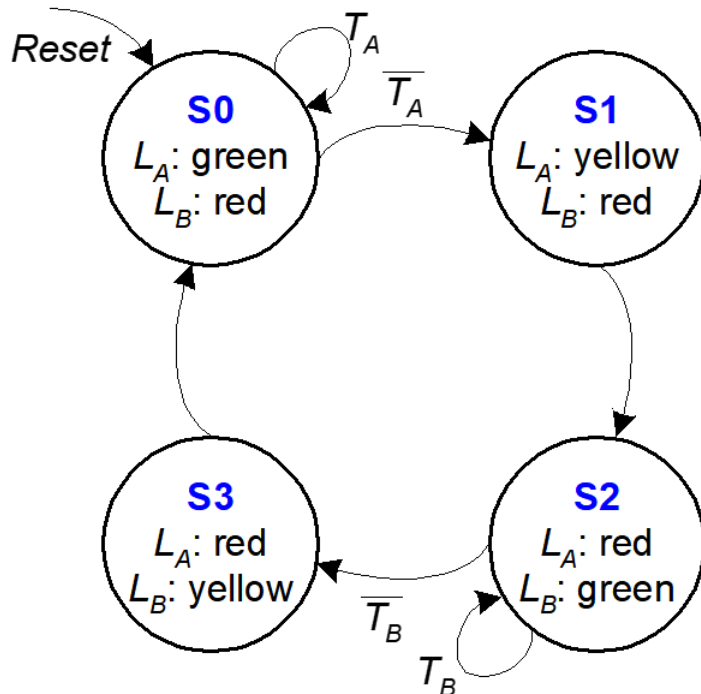 Reset
T_A
S0
L_A: green
L_B: red
T̅_A
S1
L_A: yellow
L_B: red
S3
L_A: red
L_B: yellow
T̅_B
T_B
S2
L_A: red
L_B: green